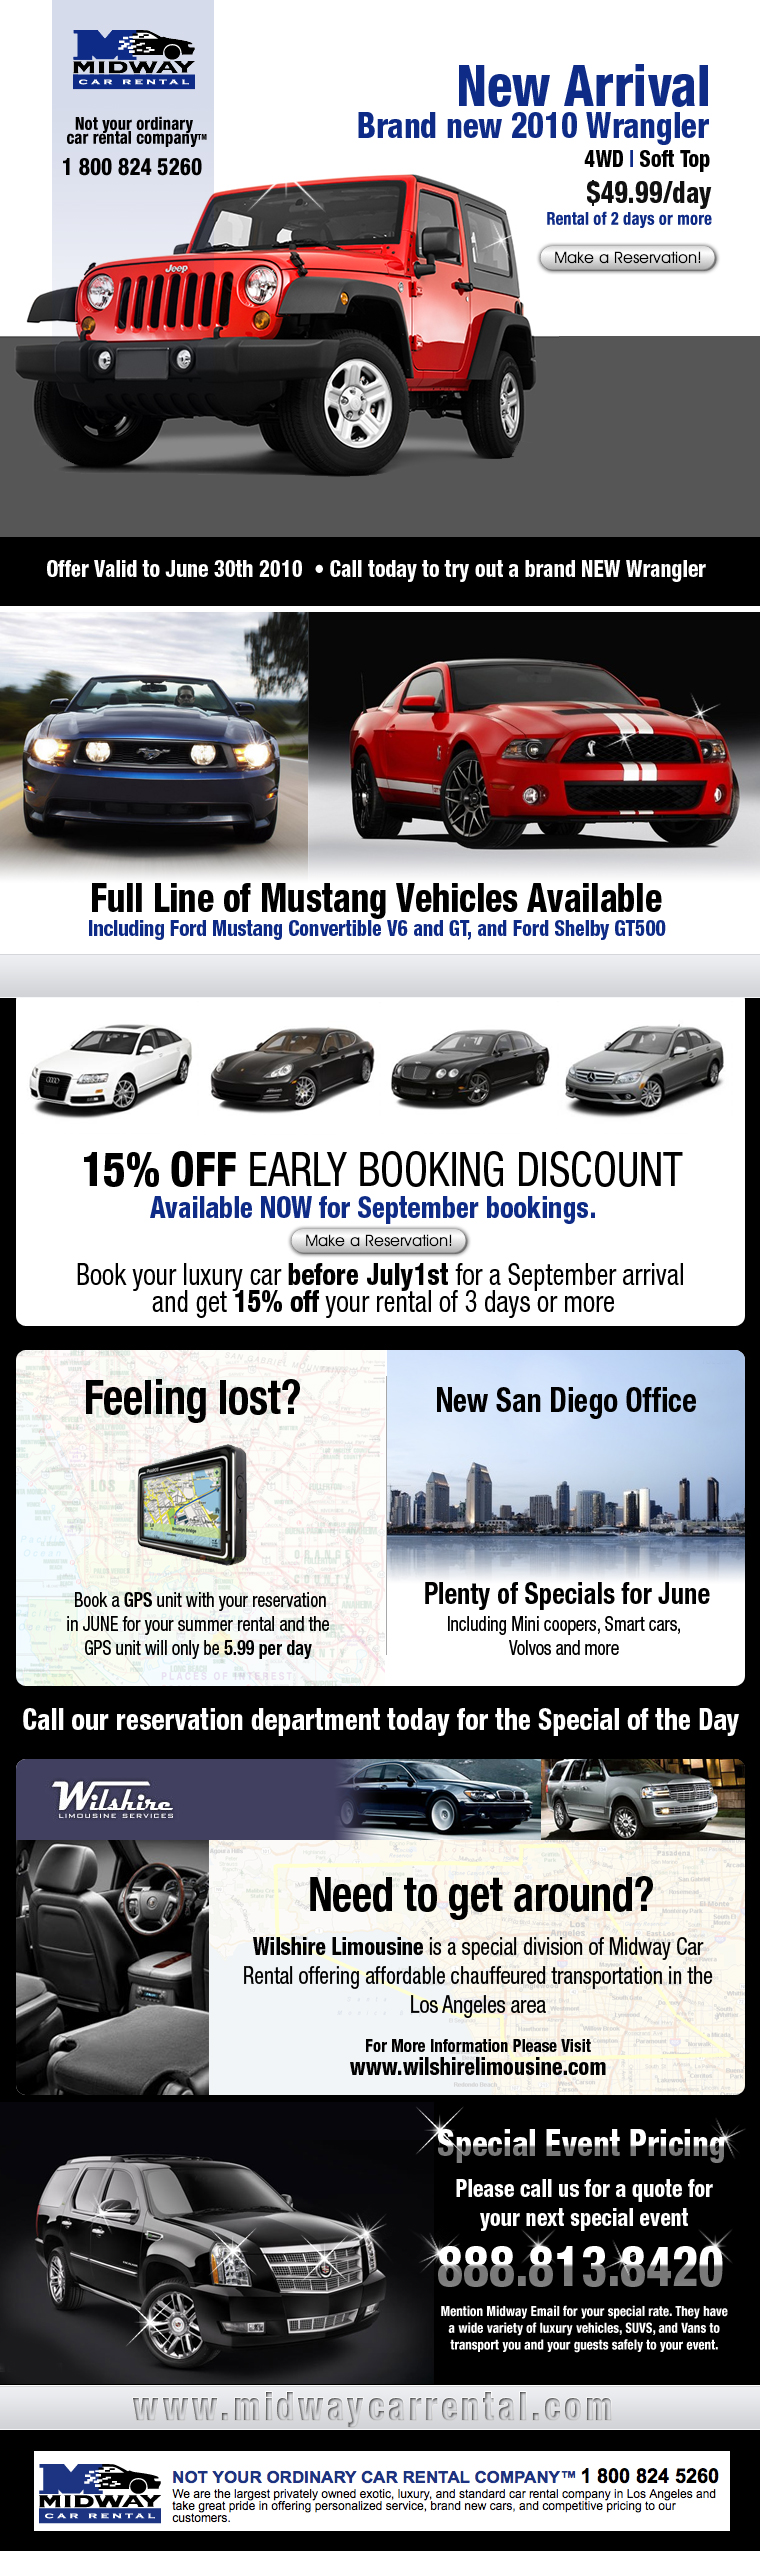 MIDWAY
CAR RENTAL
Not your ordinary
car rental company™
1 800 824 5260
New Arrival
Brand new 2010 Wrangler
4WD | Soft Top
$49.99/day
Rental of 2 days or more
Make a Reservation!
Jeep
Offer Valid to June 30th 2010 • Call today to try out a brand NEW Wrangler
Full Line of Mustang Vehicles Available
Including Ford Mustang Convertible V6 and GT, and Ford Shelby GT500
15% OFF EARLY BOOKING DISCOUNT
Available NOW for September bookings.
Make a Reservation!
Book your luxury car before July1st for a September arrival
and get 15% off your rental of 3 days or more
Feeling lost?
Book a GPS unit with your reservation
in JUNE for your summer rental and the
GPS unit will only be 5.99 per day
PLACES OF INTEREST
New San Diego Office
Plenty of Specials for June
Including Mini coopers, Smart cars,
Volvos and more
Call our reservation department today for the Special of the Day
Wilshire
LIMOUSINE SERVICES
Need to get around?
Wilshire Limousine is a special division of Midway Car
Rental offering affordable chauffeured transportation in the
Los Angeles area
For More Information Please Visit
www.wilshirelimousine.com
Special Event Pricing
Please call us for a quote for
your next special event
888.813.8420
Mention Midway Email for your special rate. They have
a wide variety of luxury vehicles, SUVS, and Vans to
transport you and your guests safely to your event.
www.midwaycarrental.com
MIDWAY
CAR RENTAL
NOT YOUR ORDINARY CAR RENTAL COMPANY™ 1 800 824 5260
We are the largest privately owned exotic, luxury, and standard car rental company in Los Angeles and
take great pride in offering personalized service, brand new cars, and competitive pricing to our
customers.